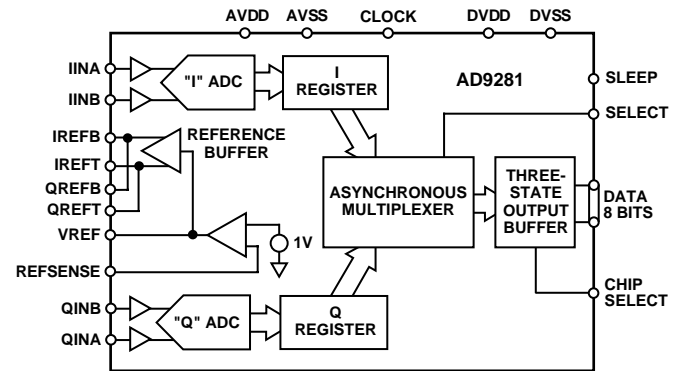 AVDD AVSS CLOCK DVDD DVSS
IINA
IINB
"I" ADC
I
REGISTER
AD9281
SLEEP
SELECT
IREFB
IREFT
QREFB
QREFT
VREF
REFSENSE
REFERENCE
BUFFER
1V
ASYNCHRONOUS
MULTIPLEXER
THREE-
STATE
OUTPUT
BUFFER
DATA
8 BITS
CHIP
SELECT
QINB
QINA
"Q" ADC
Q
REGISTER